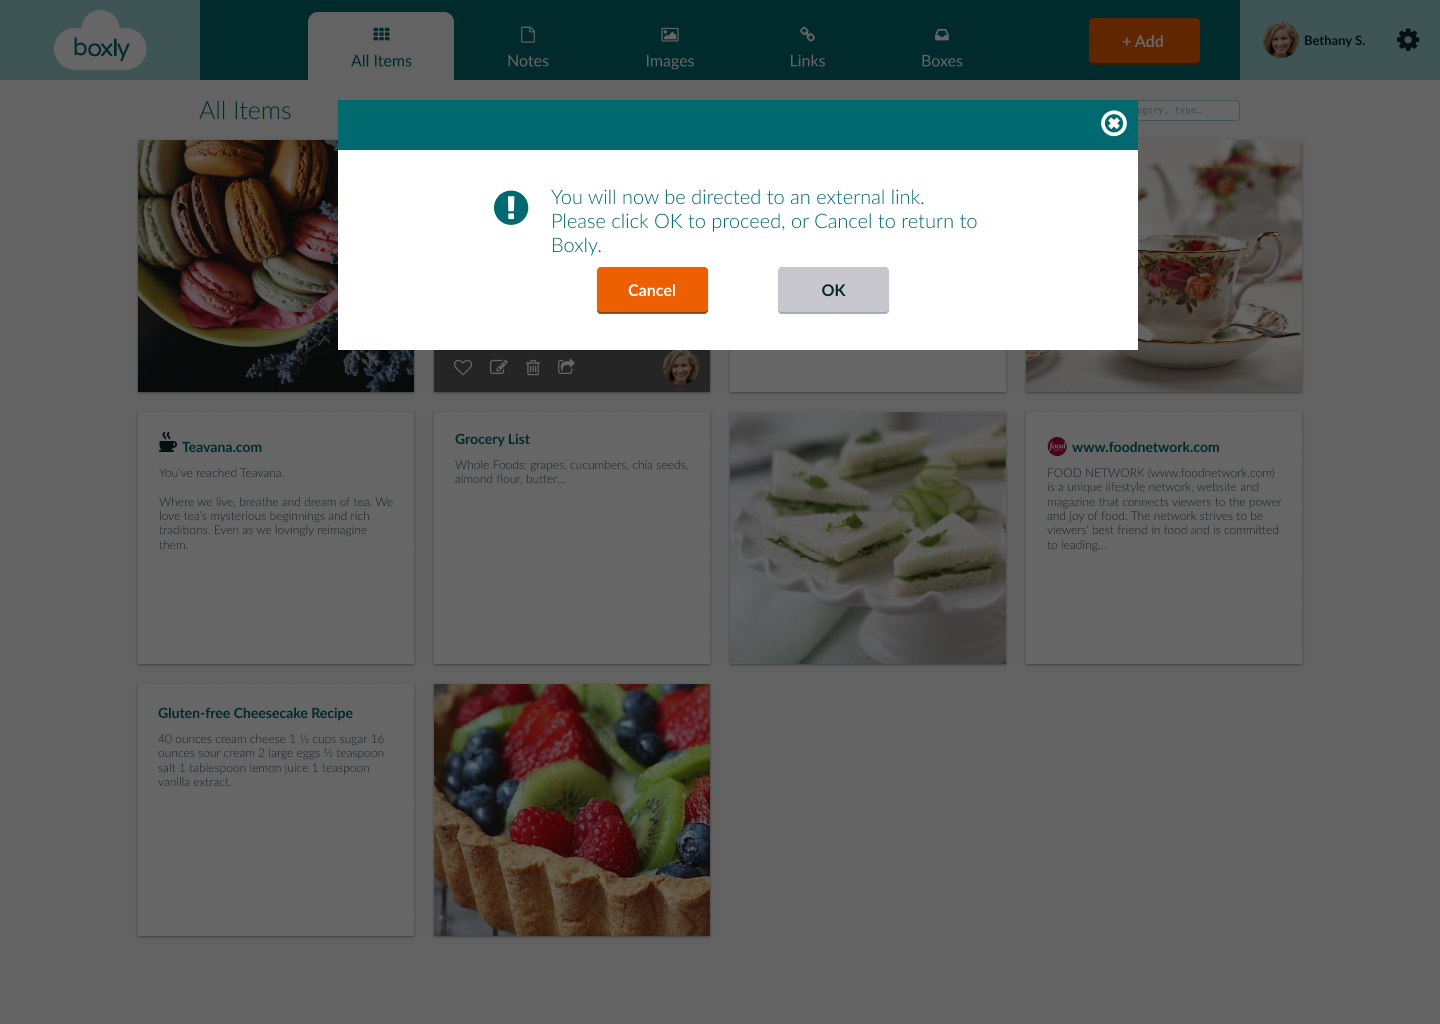 boxly
All Items
Notes
Images
Links
Boxes
+ Add
Bethany S.
All Items
type…
You will now be directed to an external link.
Please click OK to proceed, or Cancel to return to
Boxly.
Cancel
OK
Teavana.com
You've reached Teavana.
Where we live, breathe and dream of tea. We
love tea's mysterious beginnings and rich
traditions. Even as we lovingly reimagine
them.
Grocery List
Whole Foods: grapes, cucumbers, chia seeds,
almond flour, butter...
food
www.foodnetwork.com
FOOD NETWORK (www.foodnetwork.com)
is a unique lifestyle network, website and
magazine that connects viewers to the power
and joy of food. The network strives to be
viewers' best friend in food and is committed
to leading...
Gluten-free Cheesecake Recipe
40 ounces cream cheese 1 ½ cups sugar 16
ounces sour cream 2 large eggs ½ teaspoon
salt 1 tablespoon lemon juice 1 teaspoon
vanilla extract.